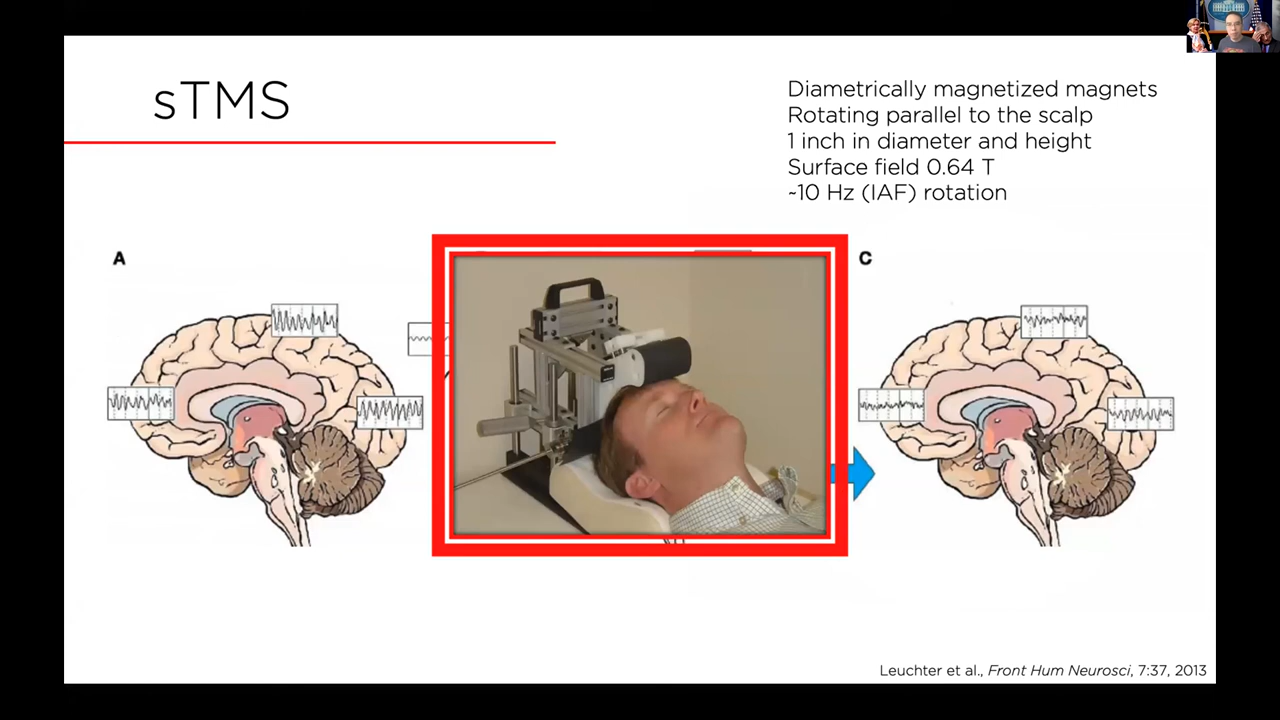 sTMS
Diametrically magnetized magnets
Rotating parallel to the scalp
1 inch in diameter and height
Surface field 0.64 T
~10 Hz (IAF) rotation
A
C
Leuchter et al., Front Hum Neurosci, 7:37, 2013